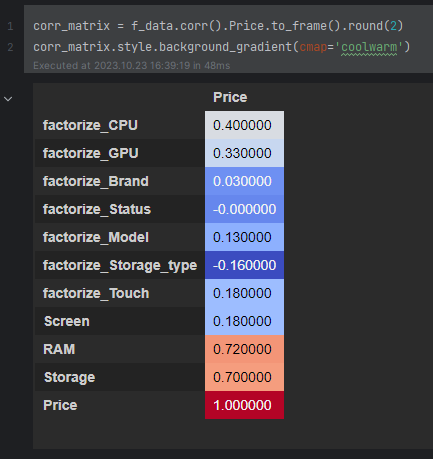 1 corr_matrix = f_data.corr().Price.to_frame().round(2)
2 corr_matrix.style.background_gradient(cmap='coolwarm')
Executed at 2023.10.23 16:39:19 in 48ms
Price
factorize_CPU 0.400000
factorize_GPU 0.330000
factorize_Brand 0.030000
factorize_Status -0.000000
factorize_Model 0.130000
factorize_Storage_type -0.160000
factorize_Touch 0.180000
Screen 0.180000
RAM 0.720000
Storage 0.700000
Price 1.000000